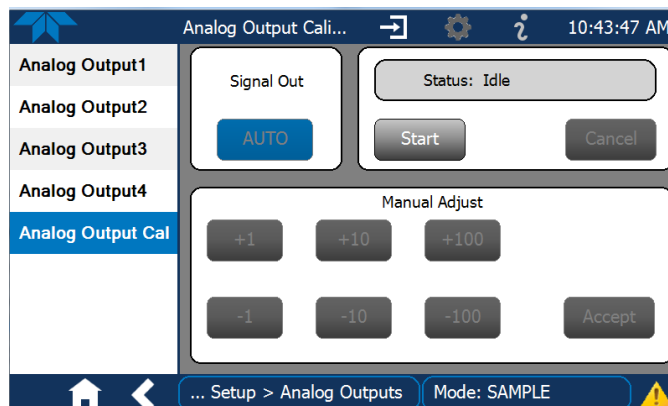 Analog Output Cali... 10:43:47 AM
Analog Output1
Analog Output2
Analog Output3
Analog Output4
Analog Output Cal
Signal Out
AUTO
Status: Idle
Start
Cancel
Manual Adjust
+1
+10
+100
-1
-10
-100
Accept
... Setup > Analog Outputs
Mode: SAMPLE